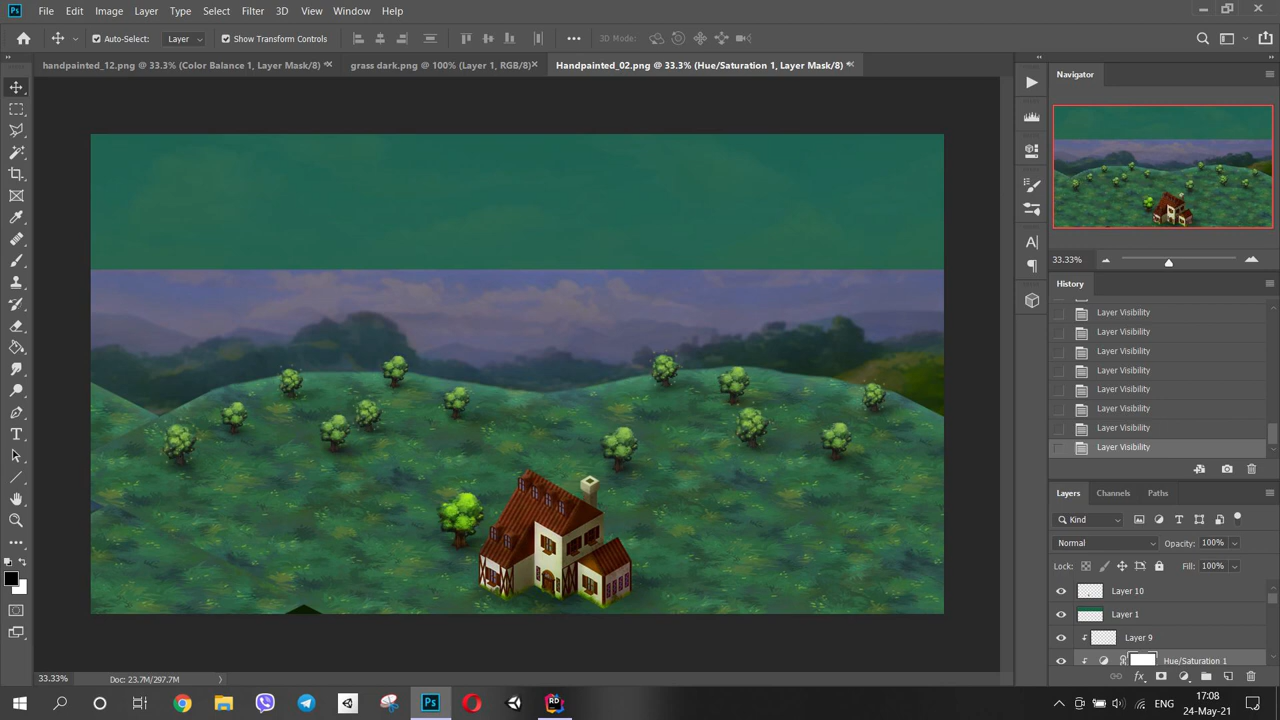 Ps File Edit Image Layer Type Select Filter 3D View Window Help
Auto-Select: Layer Show Transform Controls 3D Mode:
handpainted_12.png @ 33.3% (Color Balance 1, Layer Mask/8) grass dark.png @ 100% (Layer 1, RGB/8) Handpainted_02.png @ 33.3% (Hue/Saturation 1, Layer Mask/8)
Navigator
33.33%
History
Layer Visibility
Layer Visibility
Layer Visibility
Layer Visibility
Layer Visibility
Layer Visibility
Layer Visibility
Layer Visibility
Layers Channels Paths
Kind
Normal Opacity: 100%
Lock: Fill: 100%
Layer 10
Layer 1
Layer 9
Hue/Saturation 1
33.33% Doc: 23.7M/297.7M
Ps RD ENG 17:08
24-May-21